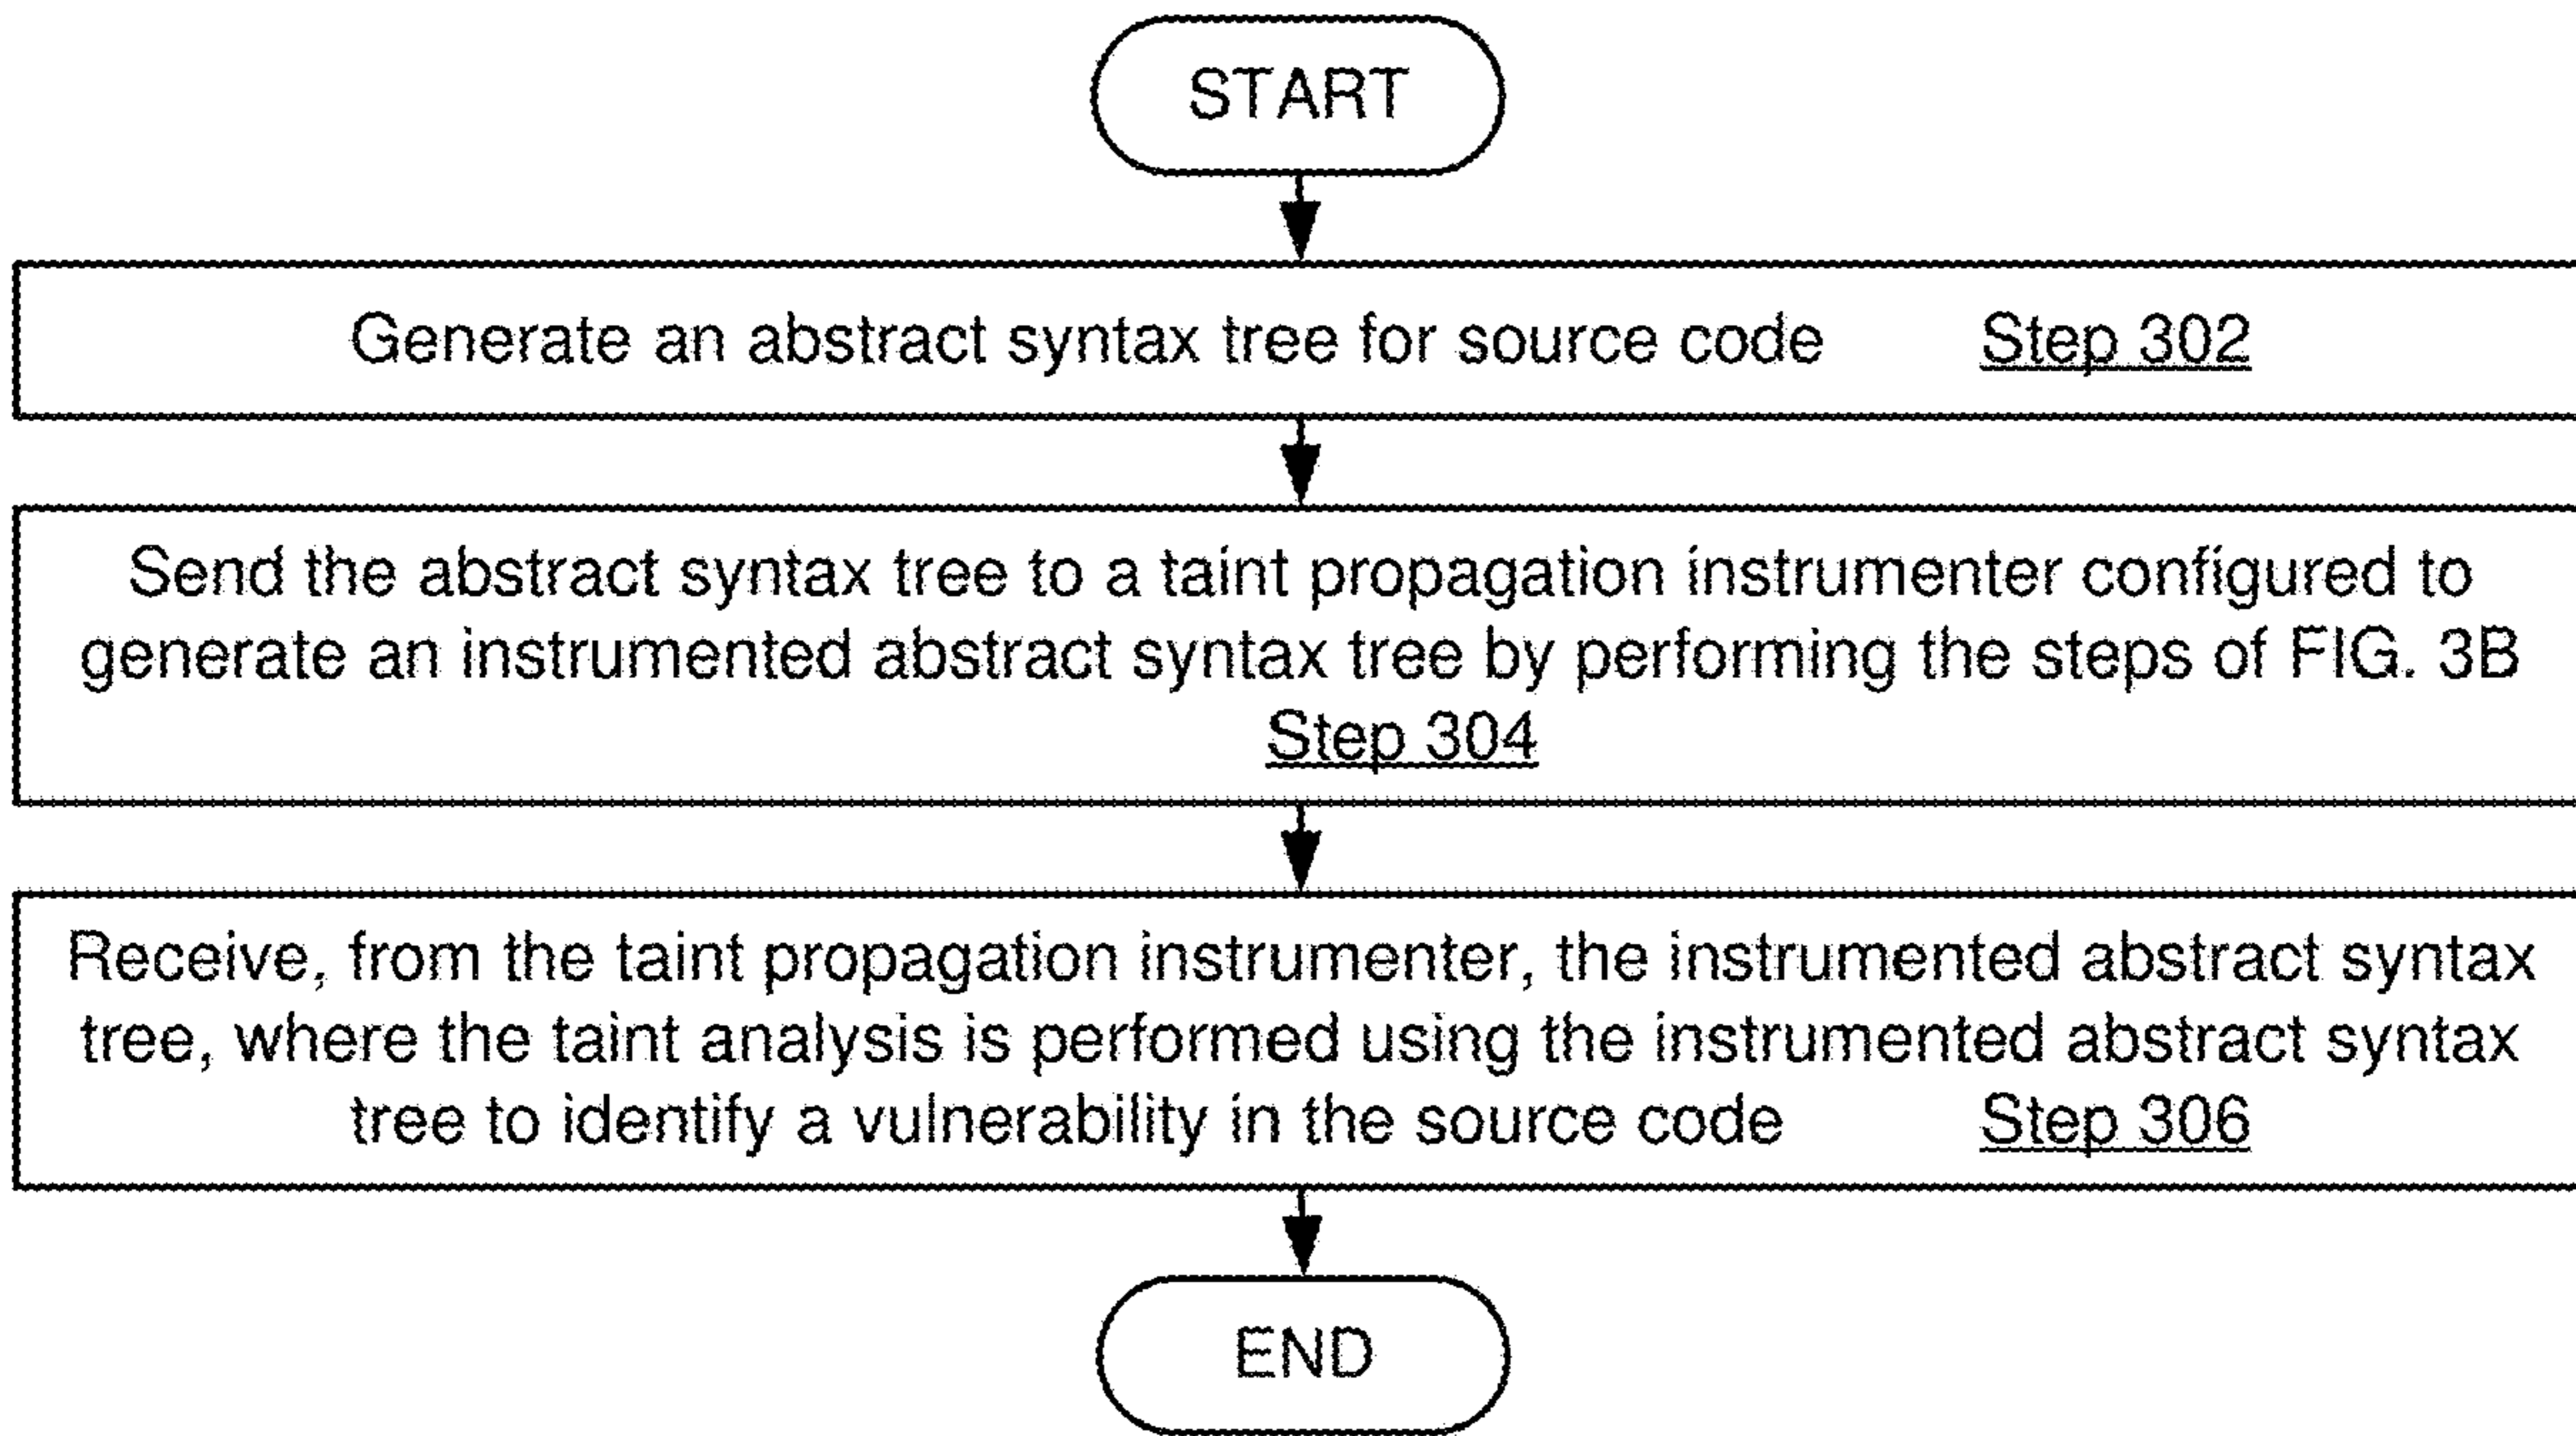 START
Generate an abstract syntax tree for source code Step 302
Send the abstract syntax tree to a taint propagation instrumenter configured to
generate an instrumented abstract syntax tree by performing the steps of FIG. 3B
Step 304
Receive, from the taint propagation instrumenter, the instrumented abstract syntax
tree, where the taint analysis is performed using the instrumented abstract syntax
tree to identify a vulnerability in the source code Step 306
END